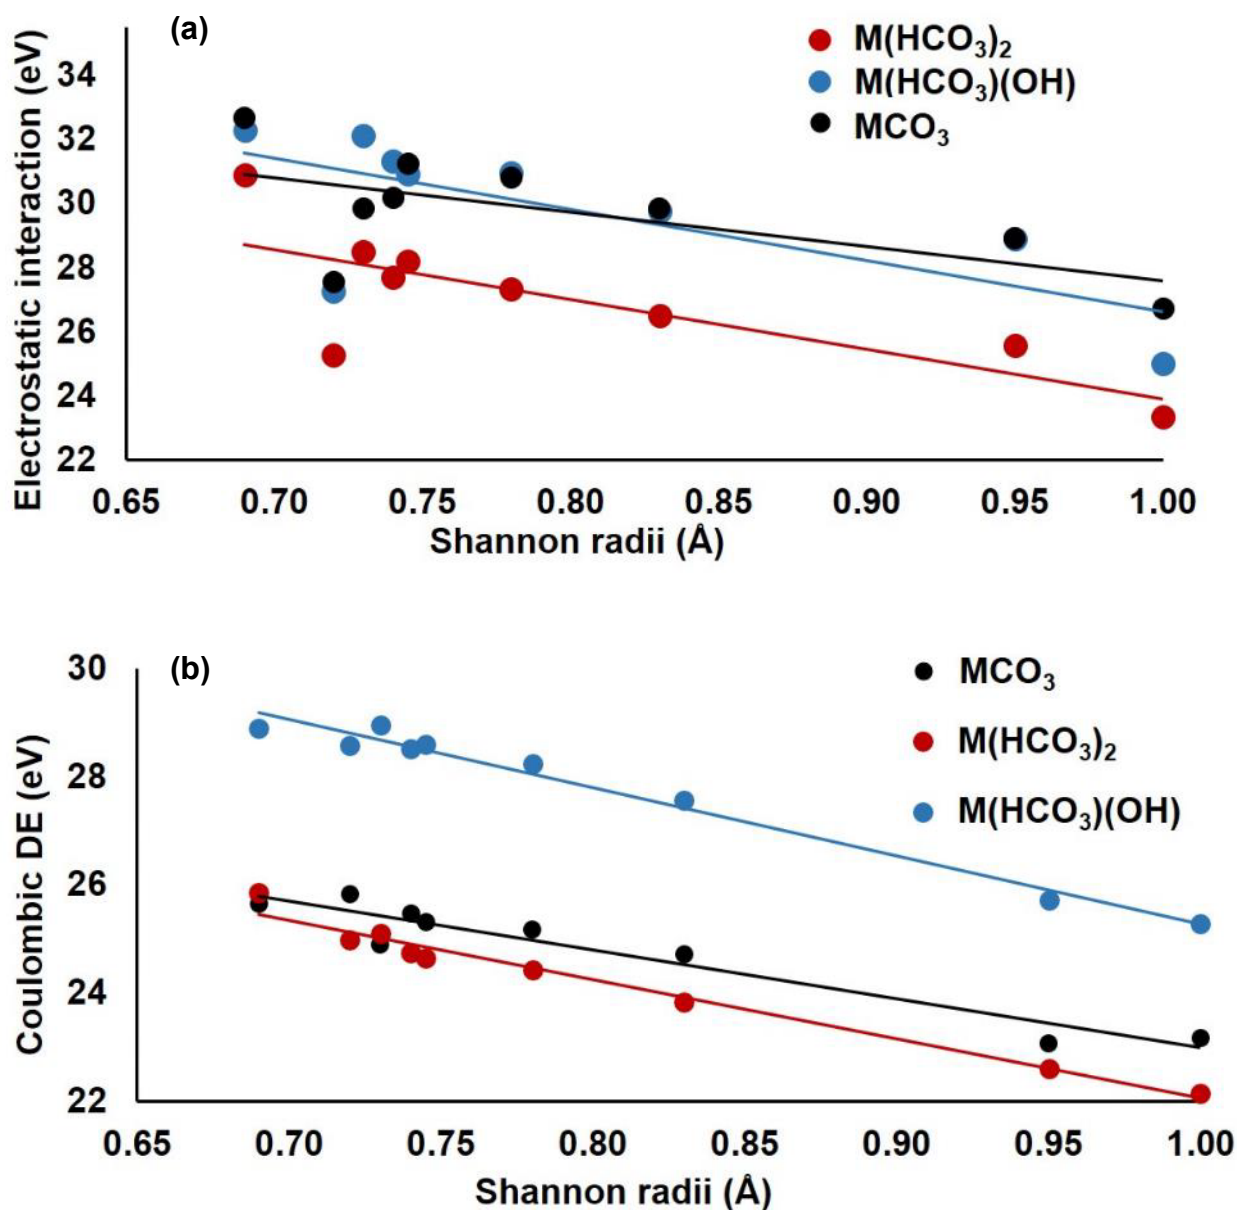 (a)
M(HCO₃)₂
M(HCO₃)(OH)
MCO₃
Electrostatic interaction (eV)
34
32
30
28
26
24
22
0.65 0.70 0.75 0.80 0.85 0.90 0.95 1.00
Shannon radii (Å)
(b)
MCO₃
M(HCO₃)₂
M(HCO₃)(OH)
Coulombic DE (eV)
30
28
26
24
22
0.65 0.70 0.75 0.80 0.85 0.90 0.95 1.00
Shannon radii (Å)